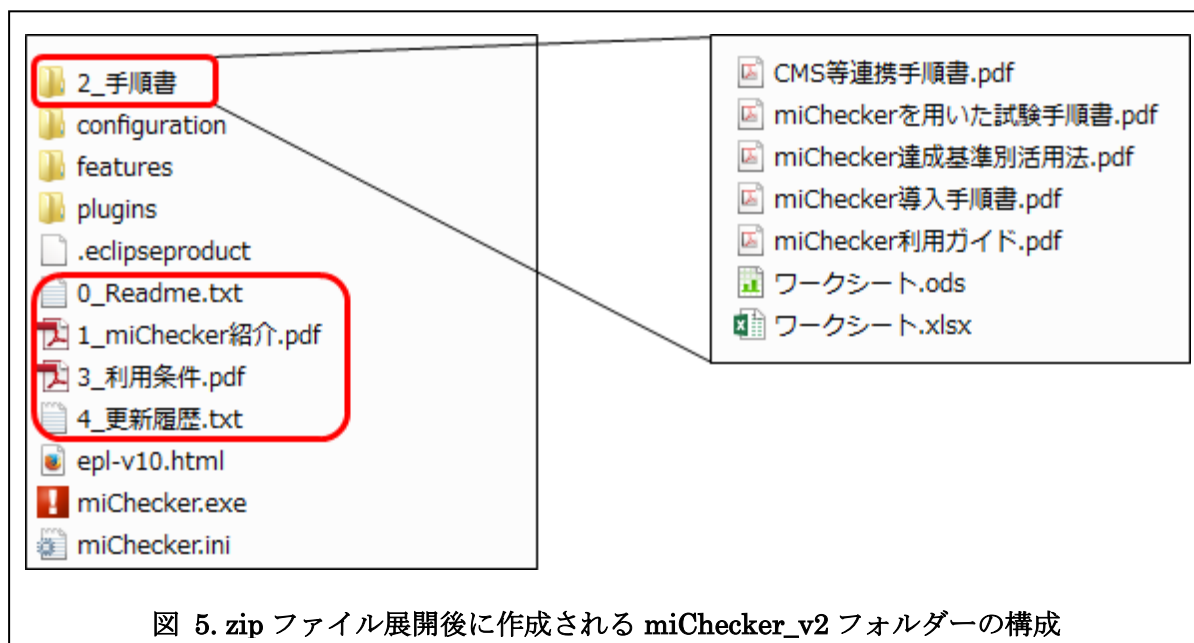 2_手順書
configuration
features
plugins
.eclipseproduct
0_Readme.txt
1_miChecker紹介.pdf
3_利用条件.pdf
4_更新履歴.txt
epl-v10.html
miChecker.exe
miChecker.ini
CMS等連携手順書.pdf
miCheckerを用いた試験手順書.pdf
miChecker達成基準別活用法.pdf
miChecker導入手順書.pdf
miChecker利用ガイド.pdf
ワークシート.ods
ワークシート.xlsx
図 5. zip ファイル展開後に作成される miChecker_v2 フォルダーの構成